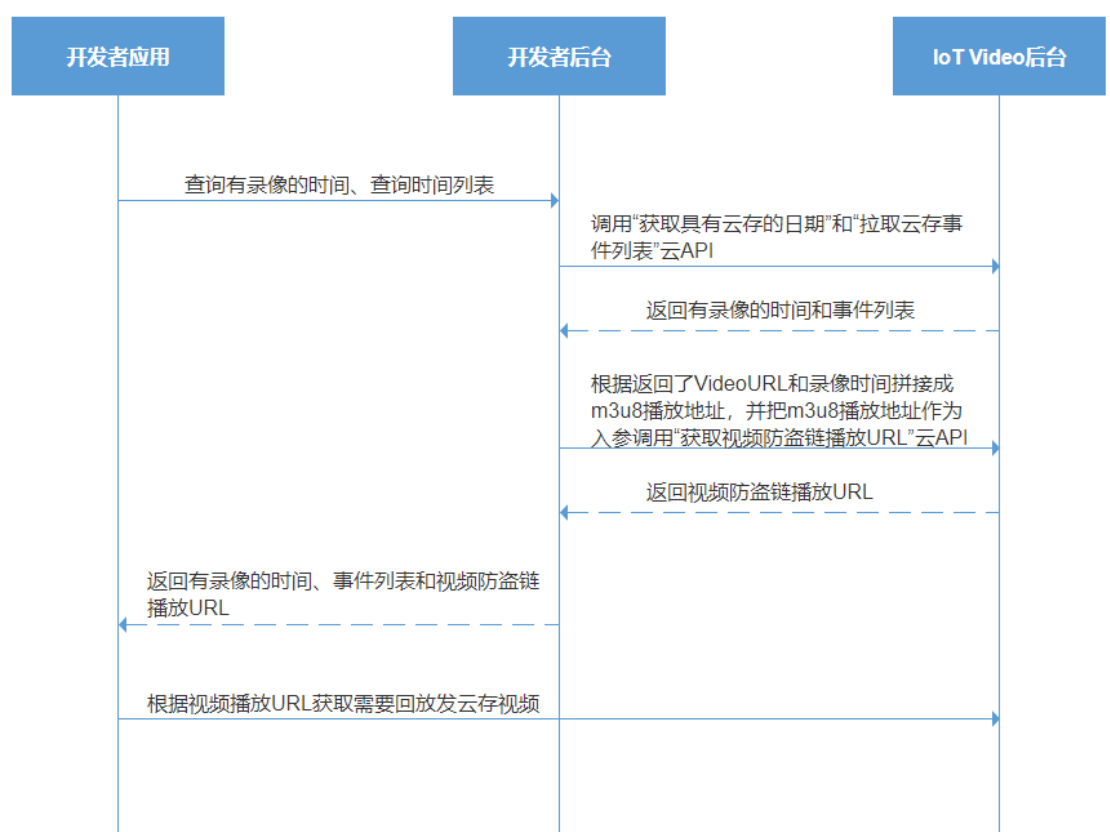 开发者应用
开发者后台
IoT Video后台
查询有录像的时间、查询时间列表
调用“获取具有云存的日期”和“拉取云存事
件列表”云API
返回有录像的时间和事件列表
根据返回了VideoURL和录像时间拼接成
m3u8播放地址，并把m3u8播放地址作为
入参调用“获取视频防盗链播放URL”云API
返回视频防盗链播放URL
返回有录像的时间、事件列表和视频防盗链
播放URL
根据视频播放URL获取需要回放发云存视频